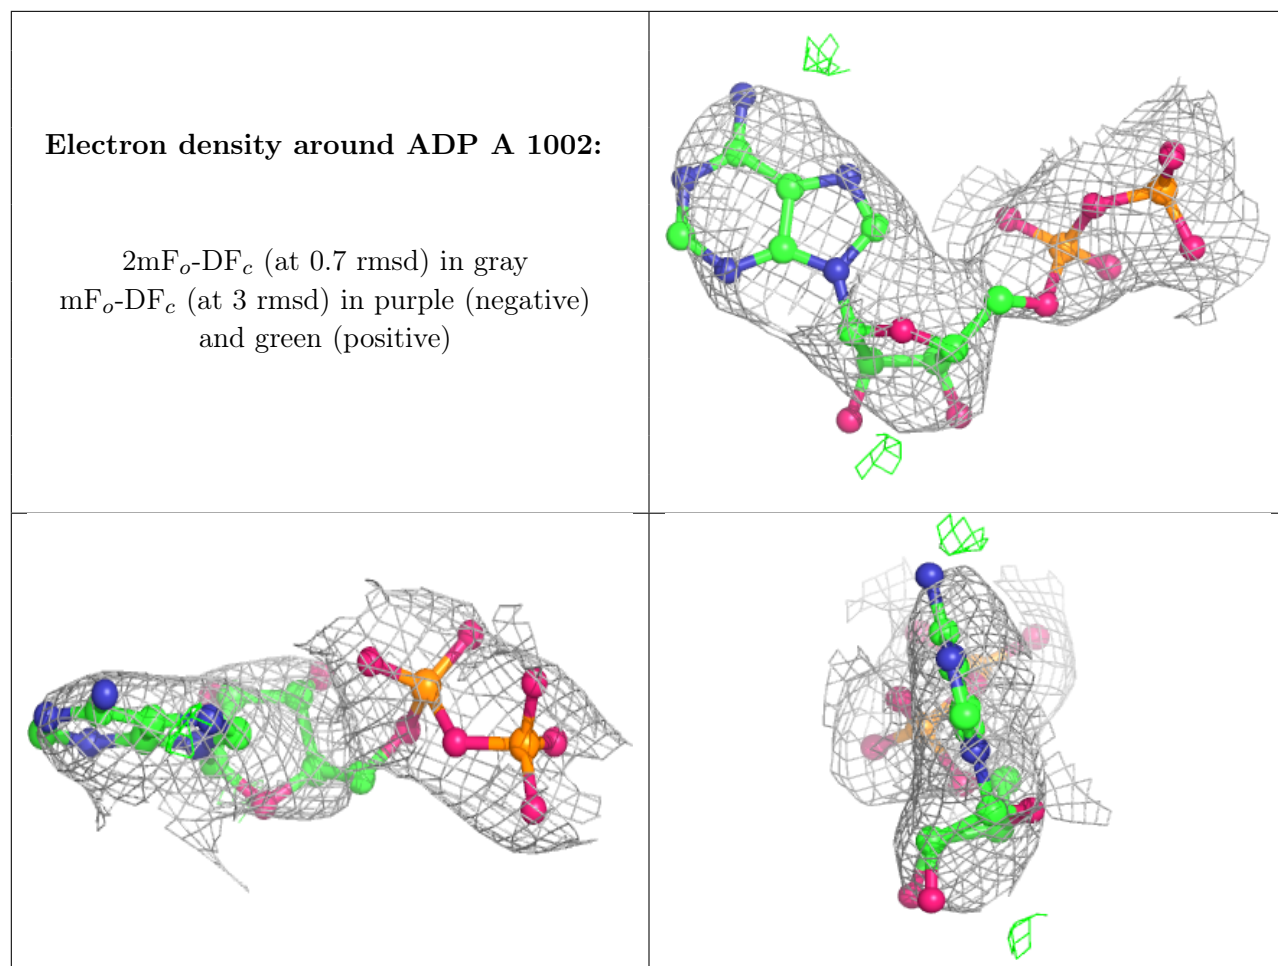 Electron density around ADP A 1002:
2mFo-DFc (at 0.7 rmsd) in gray
mFo-DFc (at 3 rmsd) in purple (negative)
and green (positive)